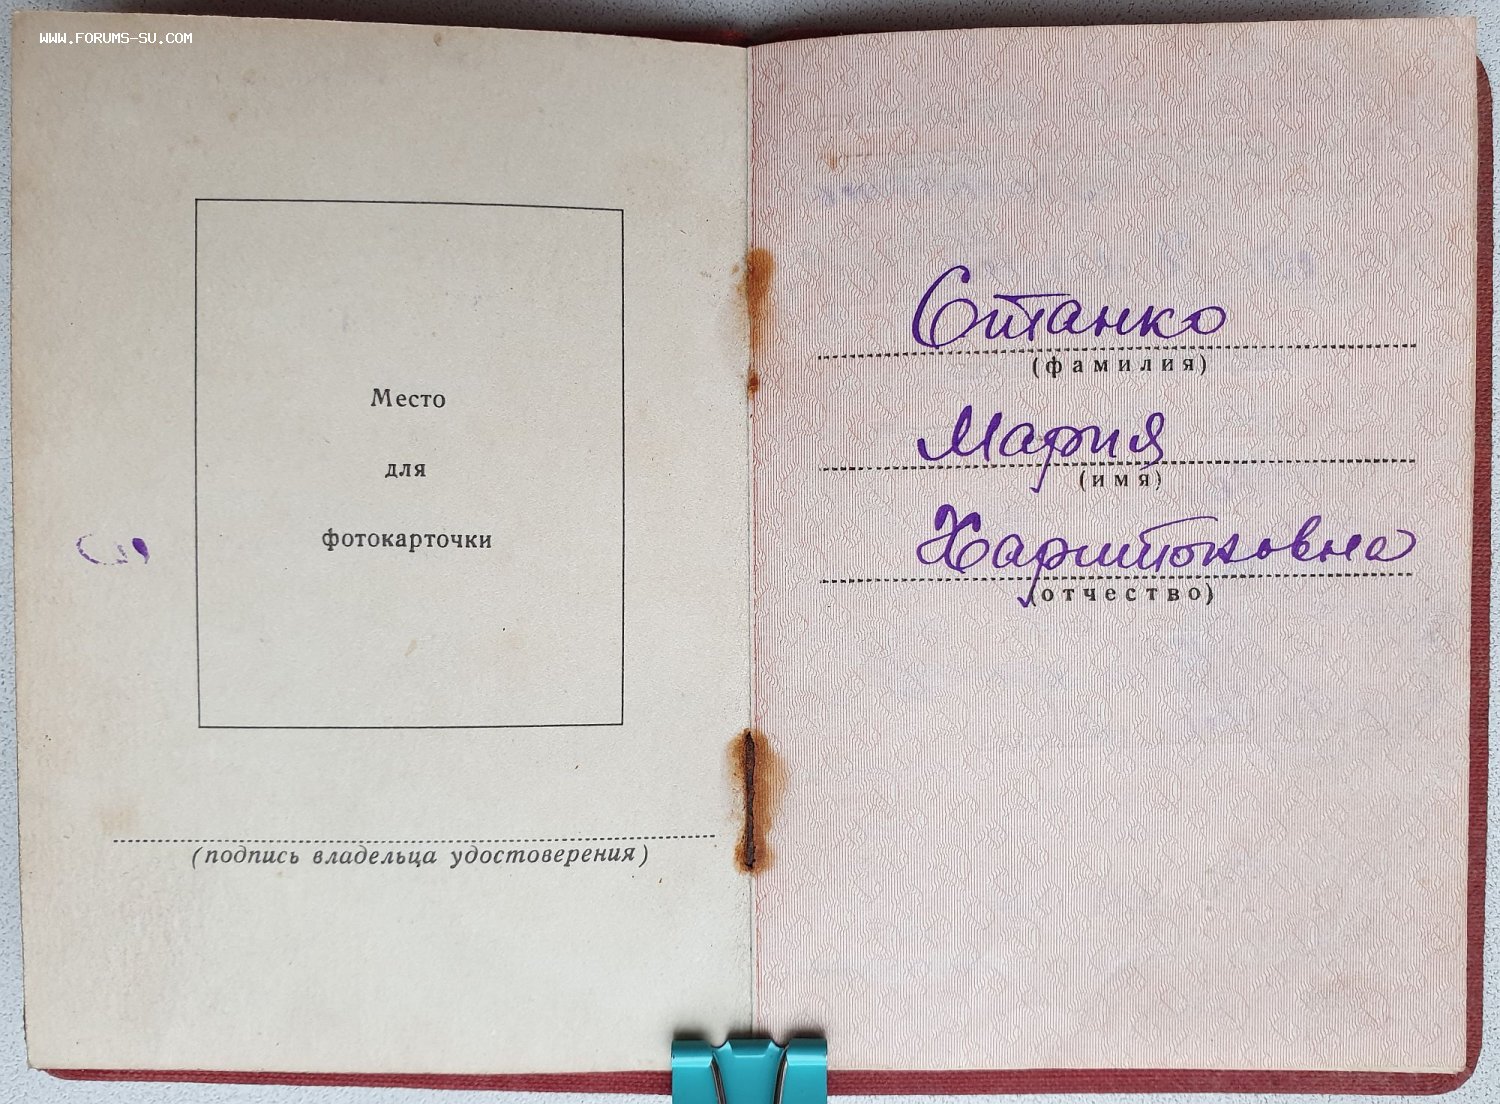 WWW.FORUMS-SU.COM
Место
для
фотокарточки
(подпись владельца удостоверения)
Станко
(фамилия)
Мария
(имя)
Харитоновна
(отчество)